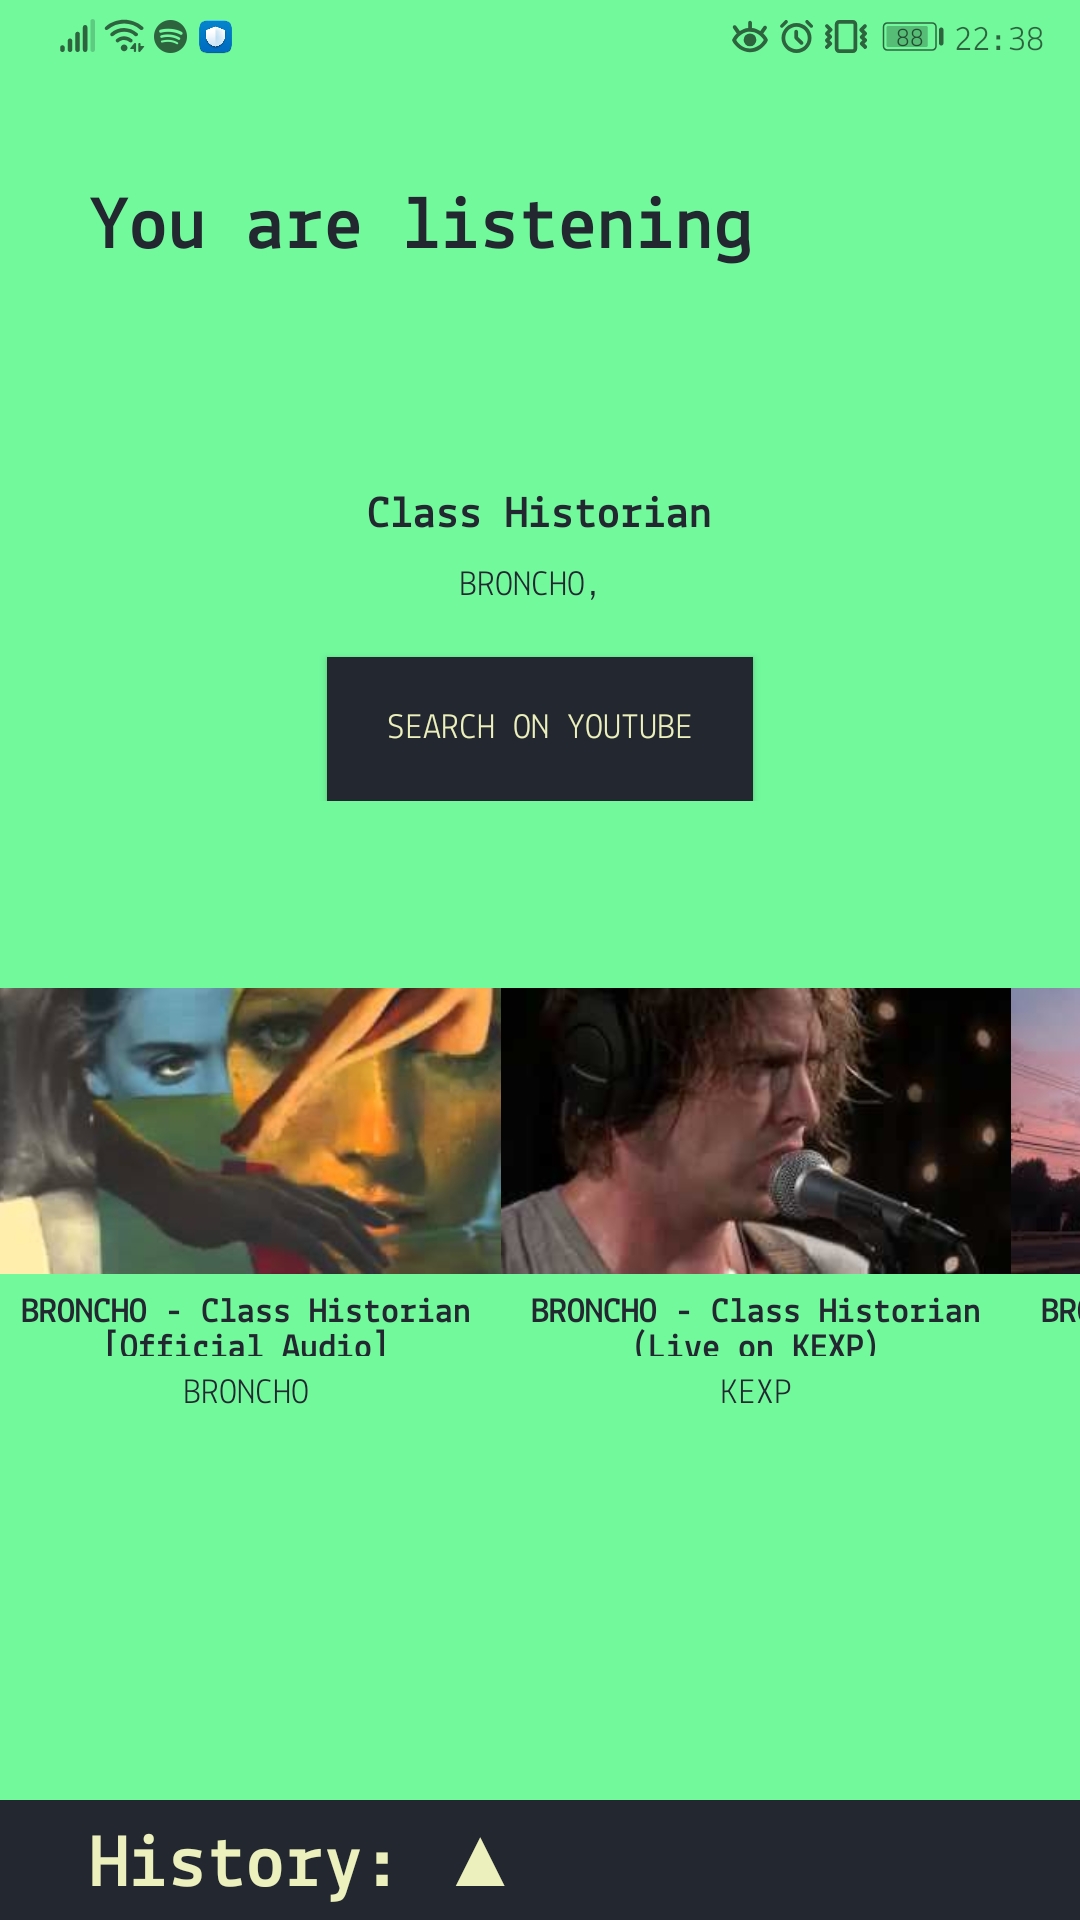 88 22:38
You are listening
Class Historian
BRONCHO,
SEARCH ON YOUTUBE
BRONCHO - Class Historian
[Official Audio]
BRONCHO
BRONCHO - Class Historian
(Live on KEXP)
KEXP
BR
History: ▲